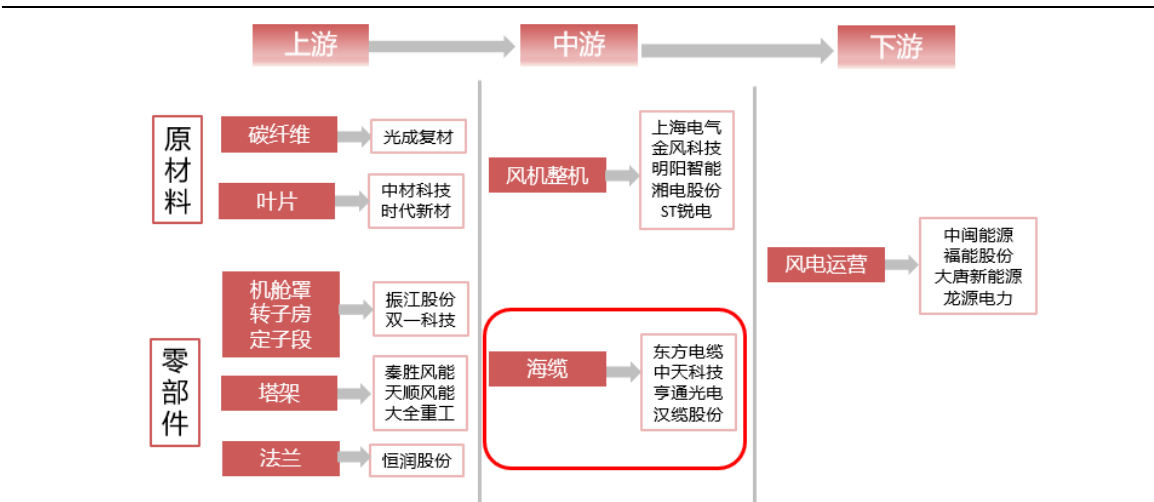 上游
中游
下游
原
材
料
碳纤维
光成复材
叶片
中材科技
时代新材
零
部
件
机舱罩
转子房
定子段
振江股份
双一科技
塔架
秦胜风能
天顺风能
大全重工
法兰
恒润股份
风机整机
上海电气
金风科技
明阳智能
湘电股份
ST锐电
海缆
东方电缆
中天科技
亨通光电
汉缆股份
风电运营
中闽能源
福能股份
大唐新能源
龙源电力